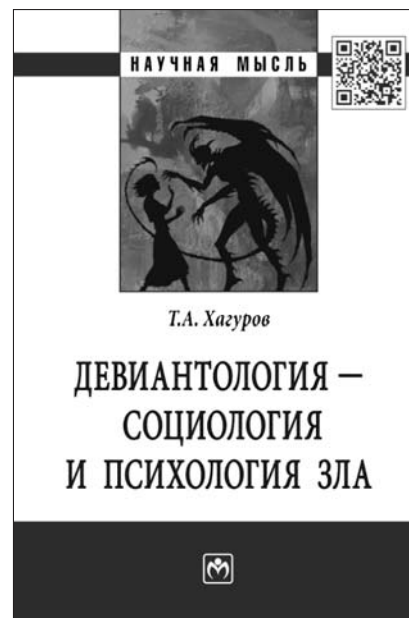 НАУЧНАЯ МЫСЛЬ
Т.А. Хагуров
ДЕВИАНТОЛОГИЯ –
СОЦИОЛОГИЯ
И ПСИХОЛОГИЯ ЗЛА